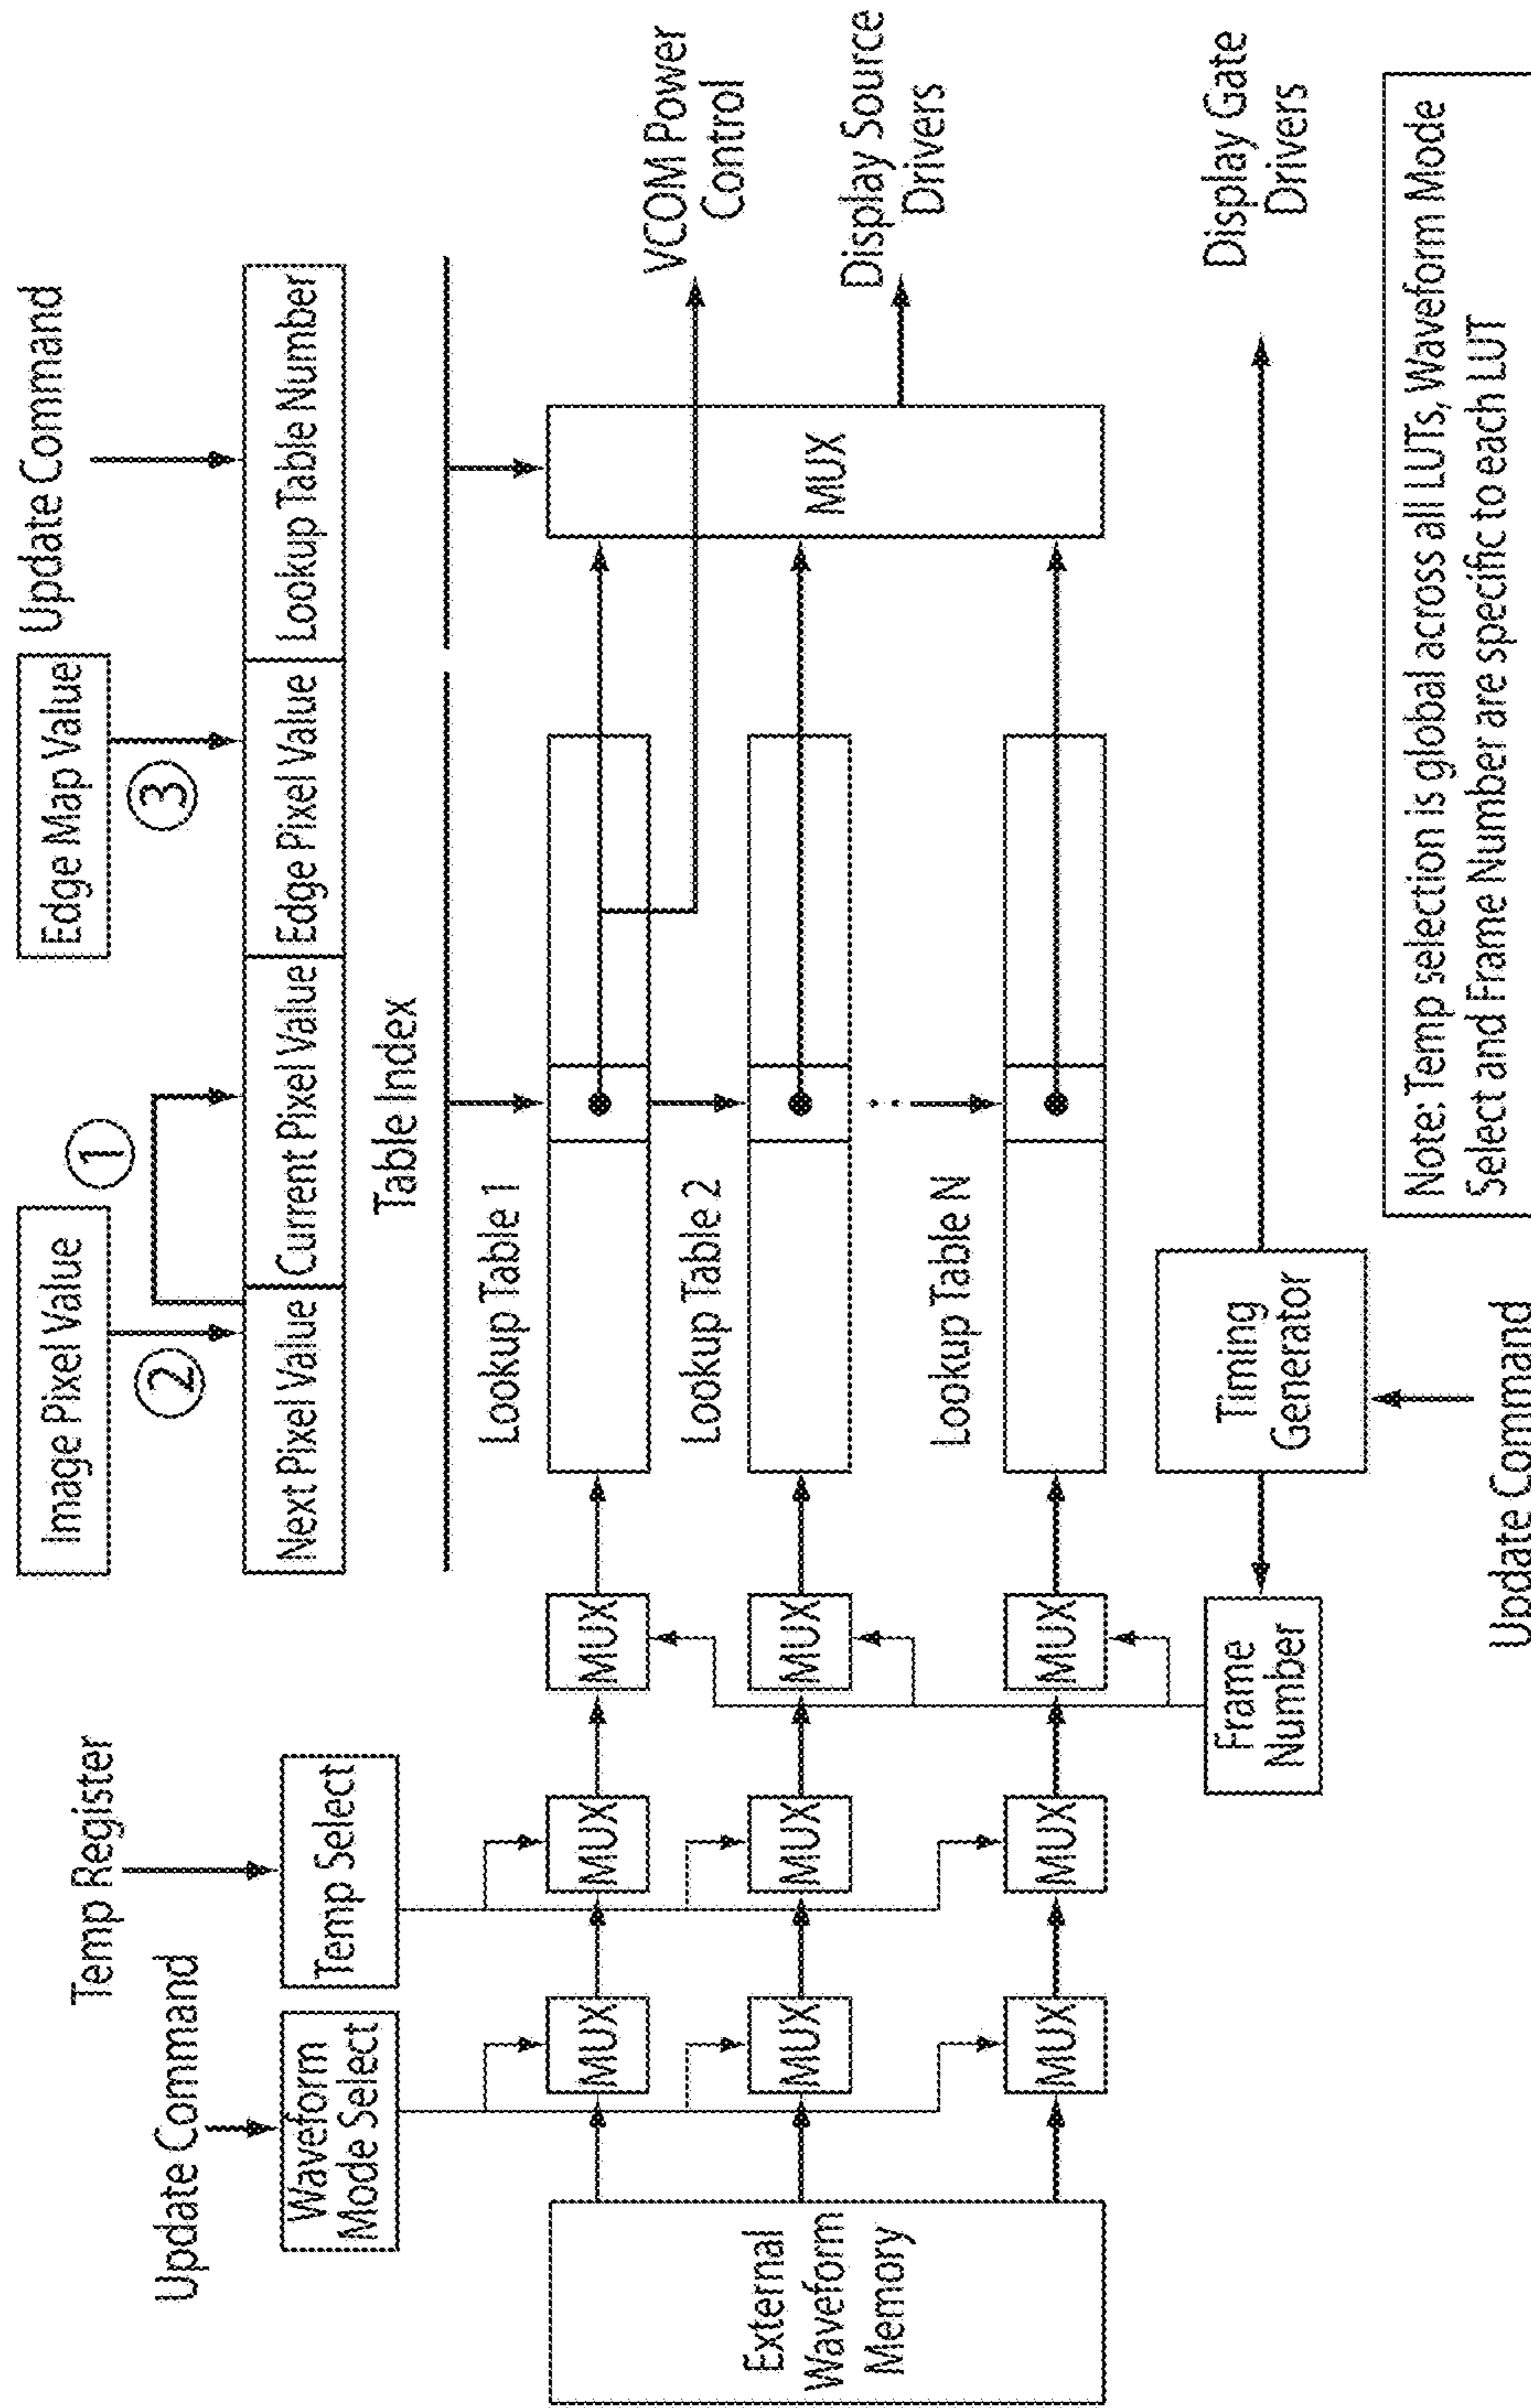 Update Command
Temp Register
Waveform
Mode Select
Temp Select
External
Waveform
Memory
MUX
MUX
MUX
MUX
MUX
MUX
MUX
MUX
MUX
Frame
Number
Image Pixel Value
①
②
Edge Map Value
③
Update Command
Next Pixel Value
Current Pixel Value
Edge Pixel Value
Lookup Table Number
Table Index
Lookup Table 1
Lookup Table 2
Lookup Table N
MUX
VCOM Power
Control
Display Source
Drivers
Timing
Generator
Display Gate
Drivers
Update Command
Note: Temp selection is global across all LUTs, Waveform Mode
Select and Frame Number are specific to each LUT